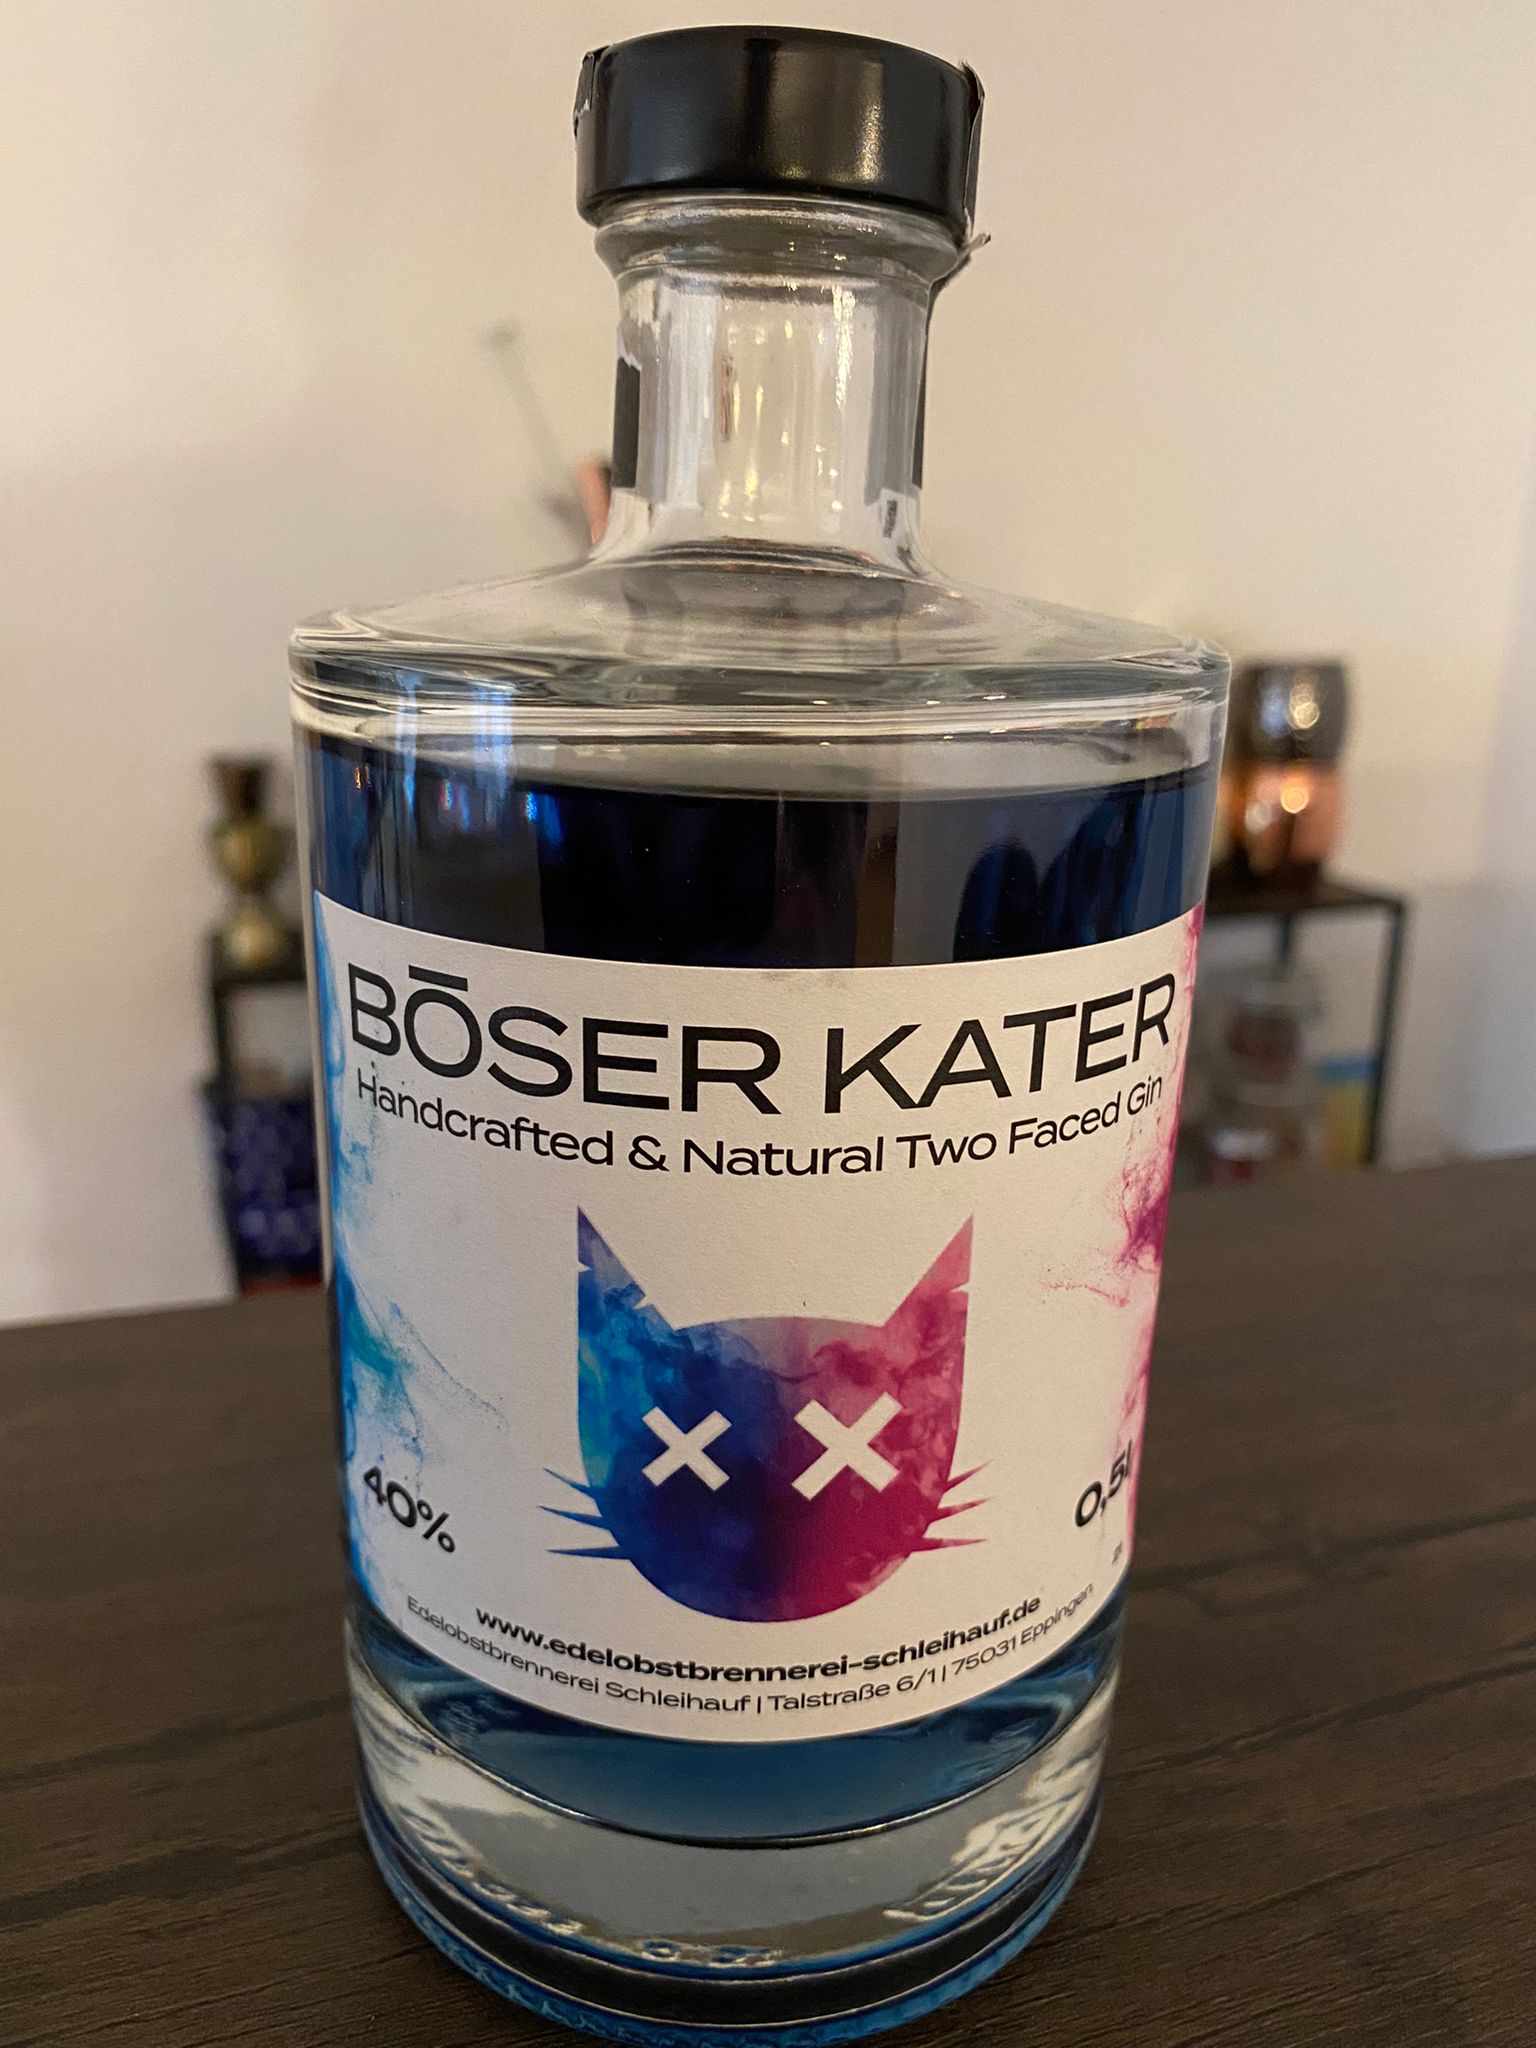 BŌSER KATER
Handcrafted & Natural Two Faced Gin
40%
0,5l
www.edelobstbrennerei-schleihauf.de
Edelobstbrennerei Schleihauf | Talstraße 6/1 | 75031 Eppingen